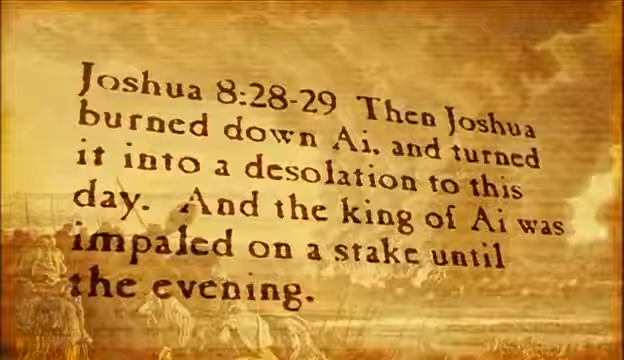 Joshua 8:28-29 Then Joshua
burned down Ai, and turned
it into a desolation to this
day. And the king of Ai was
impaled on a stake until
the evening.